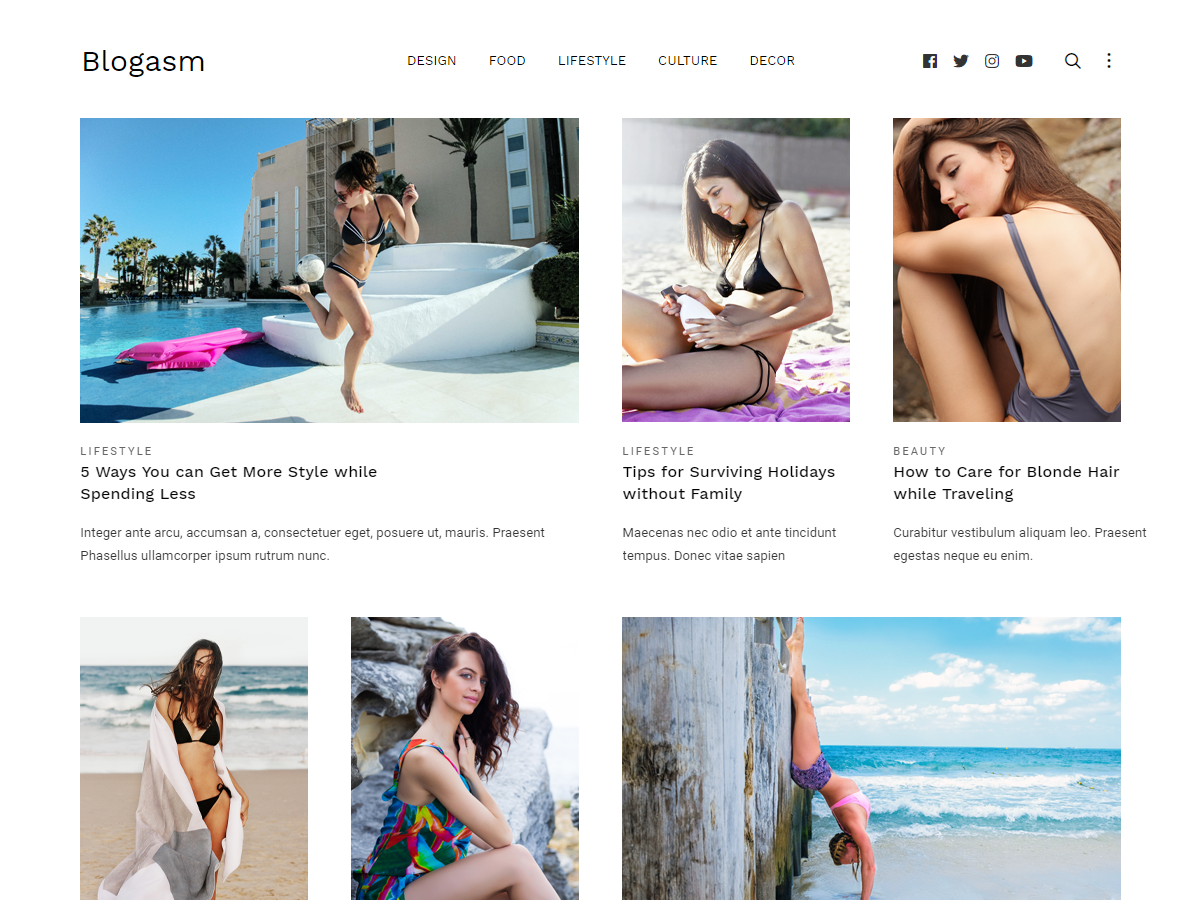 Blogasm
DESIGN FOOD LIFESTYLE CULTURE DECOR
LIFESTYLE
5 Ways You can Get More Style while
Spending Less
Integer ante arcu, accumsan a, consectetuer eget, posuere ut, mauris. Praesent
Phasellus ullamcorper ipsum rutrum nunc.
LIFESTYLE
Tips for Surviving Holidays
without Family
Maecenas nec odio et ante tincidunt
tempus. Donec vitae sapien
BEAUTY
How to Care for Blonde Hair
while Traveling
Curabitur vestibulum aliquam leo. Praesent
egestas neque eu enim.